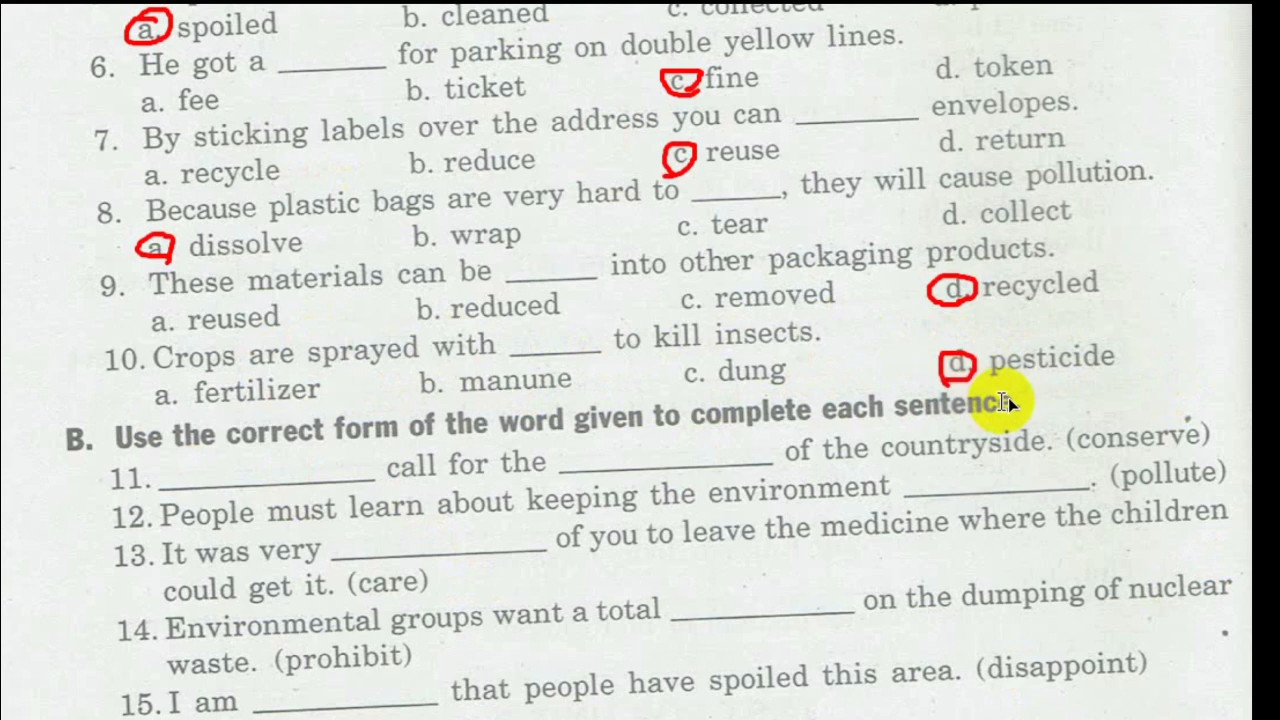 a. spoiled b. cleaned c. collected
6. He got a ________ for parking on double yellow lines.
a. fee b. ticket c. fine d. token
7. By sticking labels over the address you can _________ envelopes.
a. recycle b. reduce c. reuse d. return
8. Because plastic bags are very hard to ______, they will cause pollution.
a. dissolve b. wrap c. tear d. collect
9. These materials can be ______ into other packaging products.
a. reused b. reduced c. removed d. recycled
10. Crops are sprayed with ______ to kill insects.
a. fertilizer b. manune c. dung d. pesticide
B. Use the correct form of the word given to complete each sentence
11. ______________ call for the ______________ of the countryside. (conserve)
12. People must learn about keeping the environment ____________. (pollute)
13. It was very ______________ of you to leave the medicine where the children
could get it. (care)
14. Environmental groups want a total ____________ on the dumping of nuclear
waste. (prohibit)
15. I am ____________ that people have spoiled this area. (disappoint)